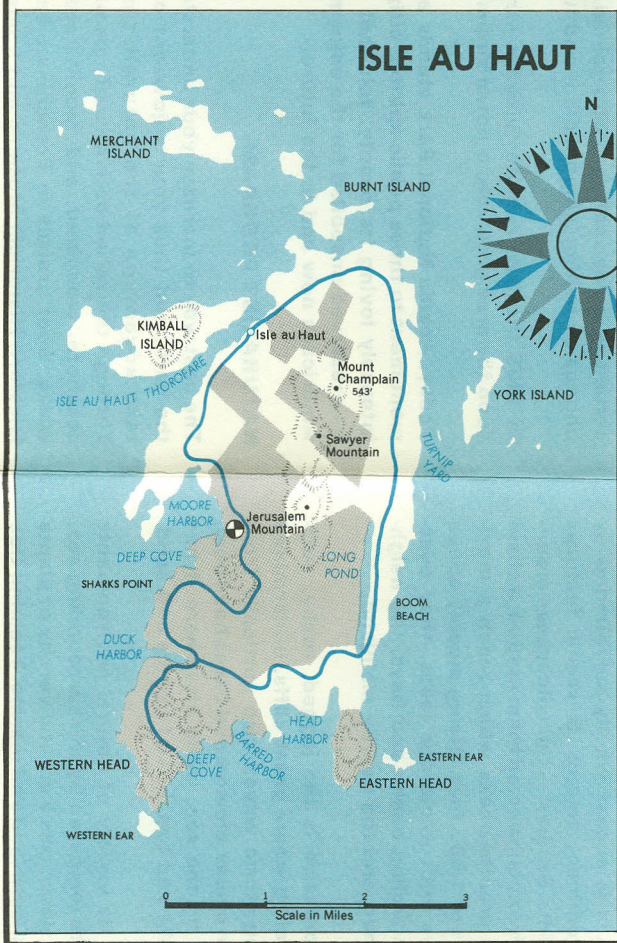 ISLE AU HAUT
N
MERCHANT
ISLAND
BURNT ISLAND
KIMBALL
ISLAND
Isle au Haut
ISLE AU HAUT THOROFARE
Mount
Champlain
543'
YORK ISLAND
Sawyer
Mountain
TURNIP
YARD
MOORE
HARBOR
Jerusalem
Mountain
DEEP COVE
LONG
POND
SHARKS POINT
BOOM
BEACH
DUCK
HARBOR
HEAD
HARBOR
BARRED
HARBOR
DEEP
COVE
WESTERN HEAD
EASTERN EAR
EASTERN HEAD
WESTERN EAR
0 1 2 3
Scale in Miles